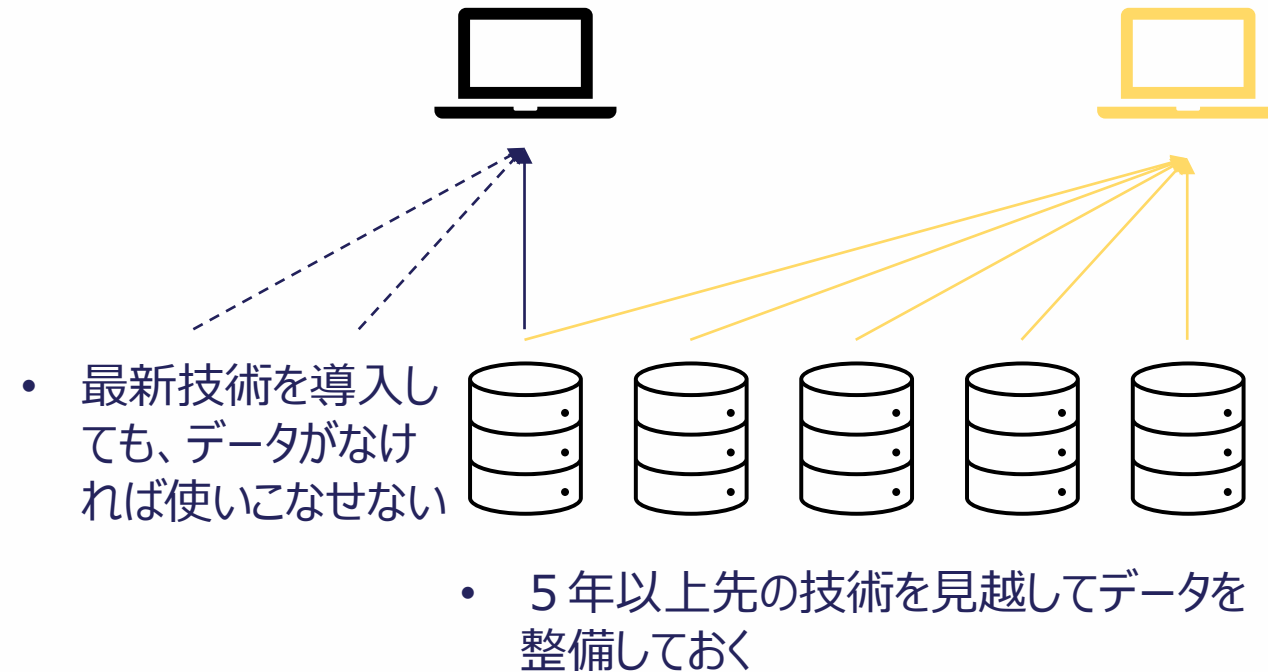 • 最新技術を導入し
ても、データがなけ
れば使いこなせない
• ５年以上先の技術を見越してデータを
整備しておく